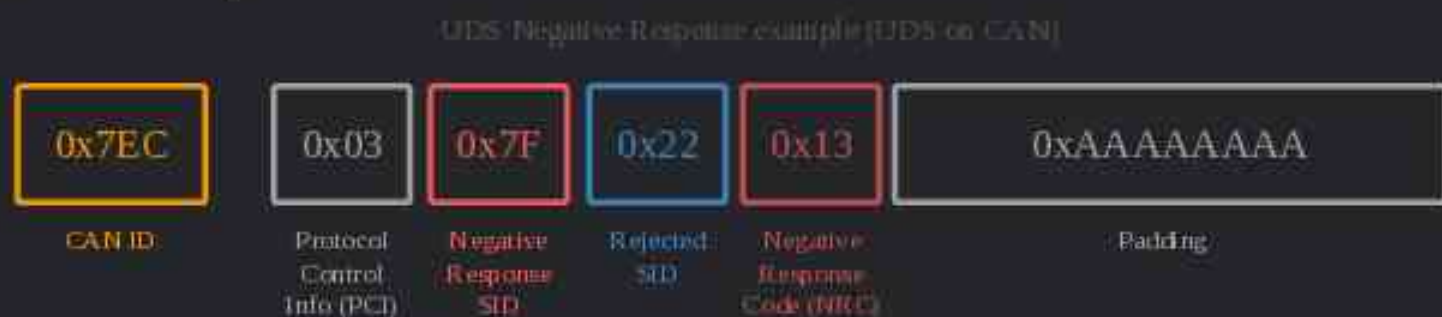 UDS Negative Response example [UDS on CAN]
0x7EC 0x03 0x7F 0x22 0x13 0xAAAAAAAA
CAN ID Protocol Negative Rejected Negative Padding
Control Response SID Response
Info (PCI) SID Code (NRC)